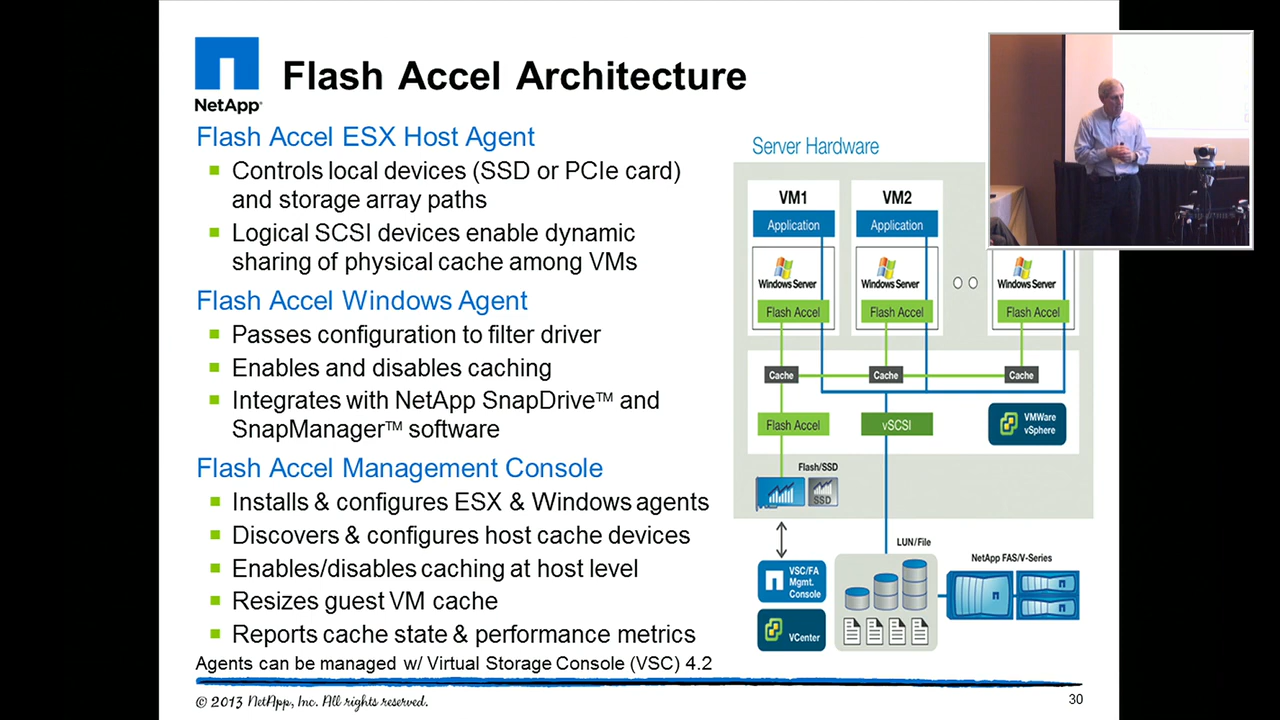 NetApp®
Flash Accel Architecture
Flash Accel ESX Host Agent
Controls local devices (SSD or PCIe card)
and storage array paths
Logical SCSI devices enable dynamic
sharing of physical cache among VMs
Flash Accel Windows Agent
Passes configuration to filter driver
Enables and disables caching
Integrates with NetApp SnapDrive™ and
SnapManager™ software
Flash Accel Management Console
Installs & configures ESX & Windows agents
Discovers & configures host cache devices
Enables/disables caching at host level
Resizes guest VM cache
Reports cache state & performance metrics
Agents can be managed w/ Virtual Storage Console (VSC) 4.2
Server Hardware
VM1
VM2
Application
Application
Windows Server
Windows Server
Windows Server
Flash Accel
Flash Accel
Flash Accel
Cache
Cache
Cache
Flash Accel
vSCSI
VMWare
vSphere
Flash/SSD
SSD
LUN/File
VSC/FA
Mgmt.
Console
VCenter
NetApp FAS/V-Series
© 2013 NetApp, Inc. All rights reserved.
30